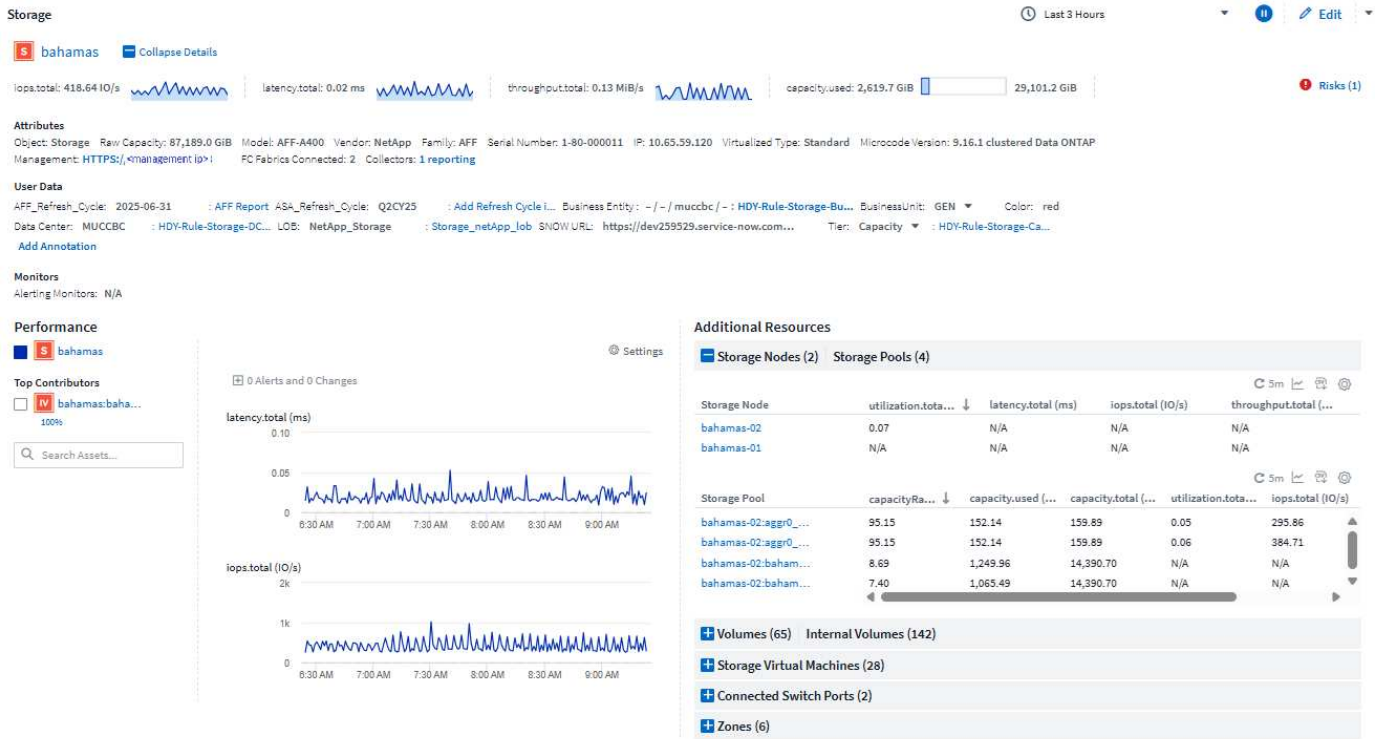 Storage
Last 3 Hours
Edit
S bahamas Collapse Details
iops.total: 418.64 IO/s latency.total: 0.02 ms throughput.total: 0.13 MiB/s capacity.used: 2,619.7 GiB 29,101.2 GiB Risks (1)
Attributes
Object: Storage Raw Capacity: 87,189.0 GiB Model: AFF-A400 Vendor: NetApp Family: AFF Serial Number: 1-80-000011 IP: 10.65.59.120 Virtualized Type: Standard Microcode Version: 9.16.1 clustered Data ONTAP
Management: HTTPS:/,<management ip>: FC Fabrics Connected: 2 Collectors: 1 reporting
User Data
AFF_Refresh_Cycle: 2025-06-31 : AFF Report ASA_Refresh_Cycle: Q2CY25 : Add Refresh Cycle i... Business Entity: - / - / muccbc / - : HDY-Rule-Storage-Bu... BusinessUnit: GEN Color: red
Data Center: MUCCBC : HDY-Rule-Storage-DC... LOB: NetApp_Storage : Storage_netApp_lob SNOW URL: https://dev259529.service-now.com... Tier: Capacity : HDY-Rule-Storage-Ca...
Add Annotation
Monitors
Alerting Monitors: N/A
Performance
S bahamas
Top Contributors
IV bahamas:baha...
100%
Search Assets...
Settings
0 Alerts and 0 Changes
latency.total (ms)
0.10
0.05
0
6:30 AM 7:00 AM 7:30 AM 8:00 AM 8:30 AM 9:00 AM
iops.total (IO/s)
2k
1k
0
6:30 AM 7:00 AM 7:30 AM 8:00 AM 8:30 AM 9:00 AM
Additional Resources
Storage Nodes (2) Storage Pools (4)
5m
Storage Node utilization.tota... latency.total (ms) iops.total (IO/s) throughput.total (...
bahamas-02 0.07 N/A N/A N/A
bahamas-01 N/A N/A N/A N/A
5m
Storage Pool capacityRa... capacity.used (... capacity.total (... utilization.tota... iops.total (IO/s)
bahamas-02:aggr0_... 95.15 152.14 159.89 0.05 295.86
bahamas-02:aggr0_... 95.15 152.14 159.89 0.06 384.71
bahamas-02:baham... 8.69 1,249.96 14,390.70 N/A N/A
bahamas-02:baham... 7.40 1,065.49 14,390.70 N/A N/A
Volumes (65) Internal Volumes (142)
Storage Virtual Machines (28)
Connected Switch Ports (2)
Zones (6)